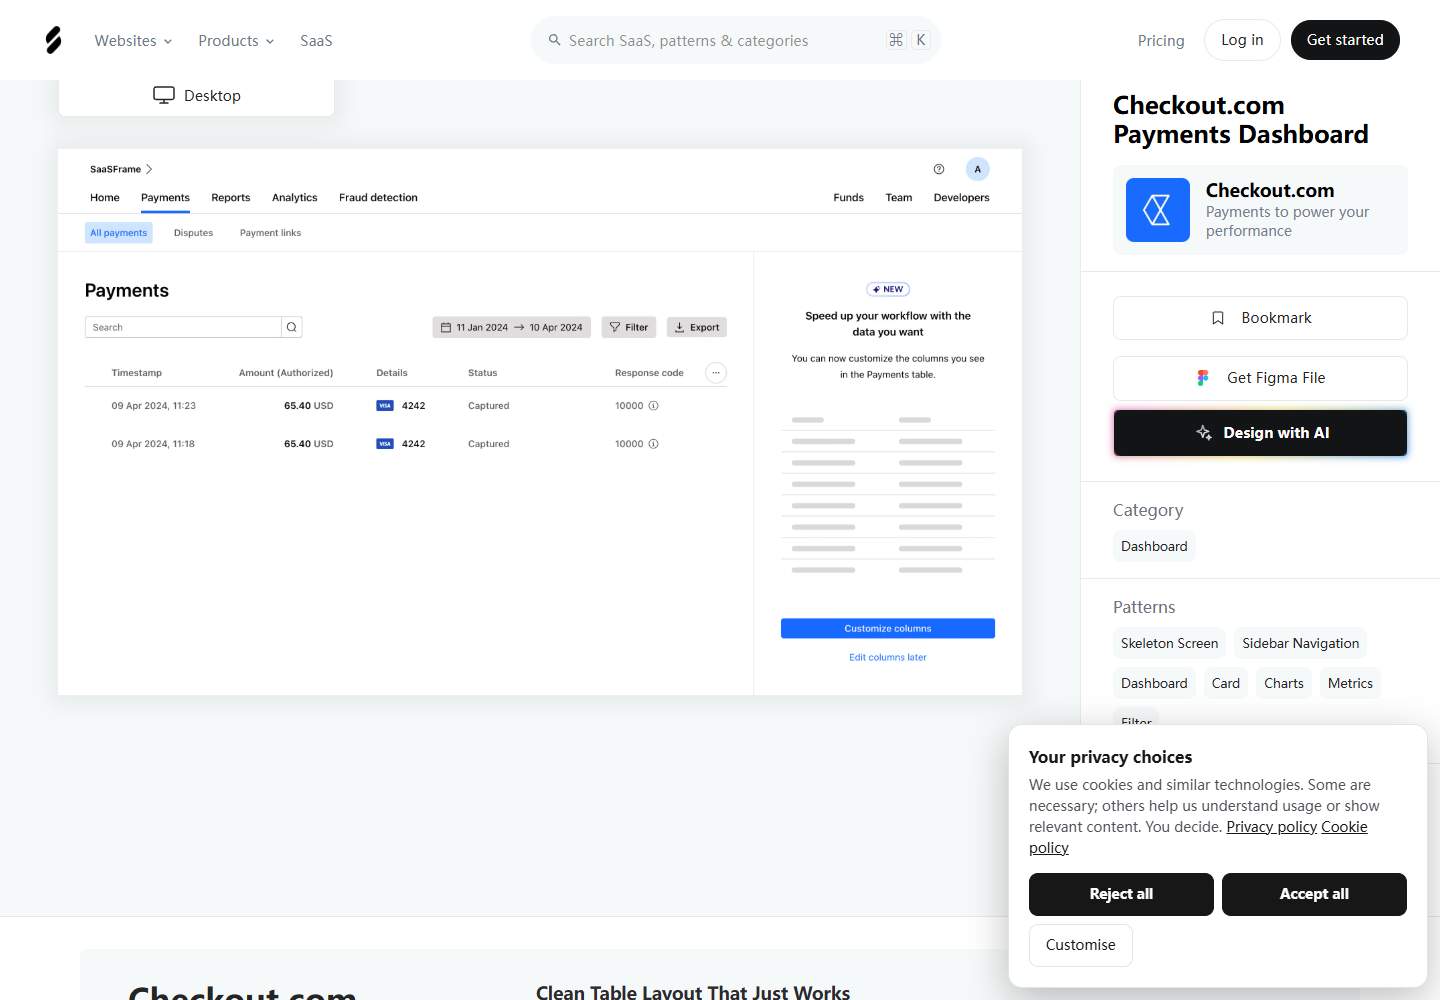 Websites Products SaaS
Search SaaS, patterns & categories ⌘ K
Pricing Log in Get started
Desktop
SaaSFrame
A
Home Payments Reports Analytics Fraud detection
Funds Team Developers
All payments Disputes Payment links
Payments
Search
11 Jan 2024 → 10 Apr 2024 Filter Export
Timestamp Amount (Authorized) Details Status Response code
09 Apr 2024, 11:23 65.40 USD VISA 4242 Captured 10000
09 Apr 2024, 11:18 65.40 USD VISA 4242 Captured 10000
NEW
Speed up your workflow with the
data you want
You can now customize the columns you see
in the Payments table.
Customize columns
Edit columns later
Checkout.com
Payments Dashboard
Checkout.com
Payments to power your
performance
Bookmark
Get Figma File
Design with AI
Category
Dashboard
Patterns
Skeleton Screen Sidebar Navigation
Dashboard Card Charts Metrics
Filter
Your privacy choices
We use cookies and similar technologies. Some are
necessary; others help us understand usage or show
relevant content. You decide. Privacy policy Cookie
policy
Reject all Accept all
Customise
Checkout.com
Clean Table Layout That Just Works